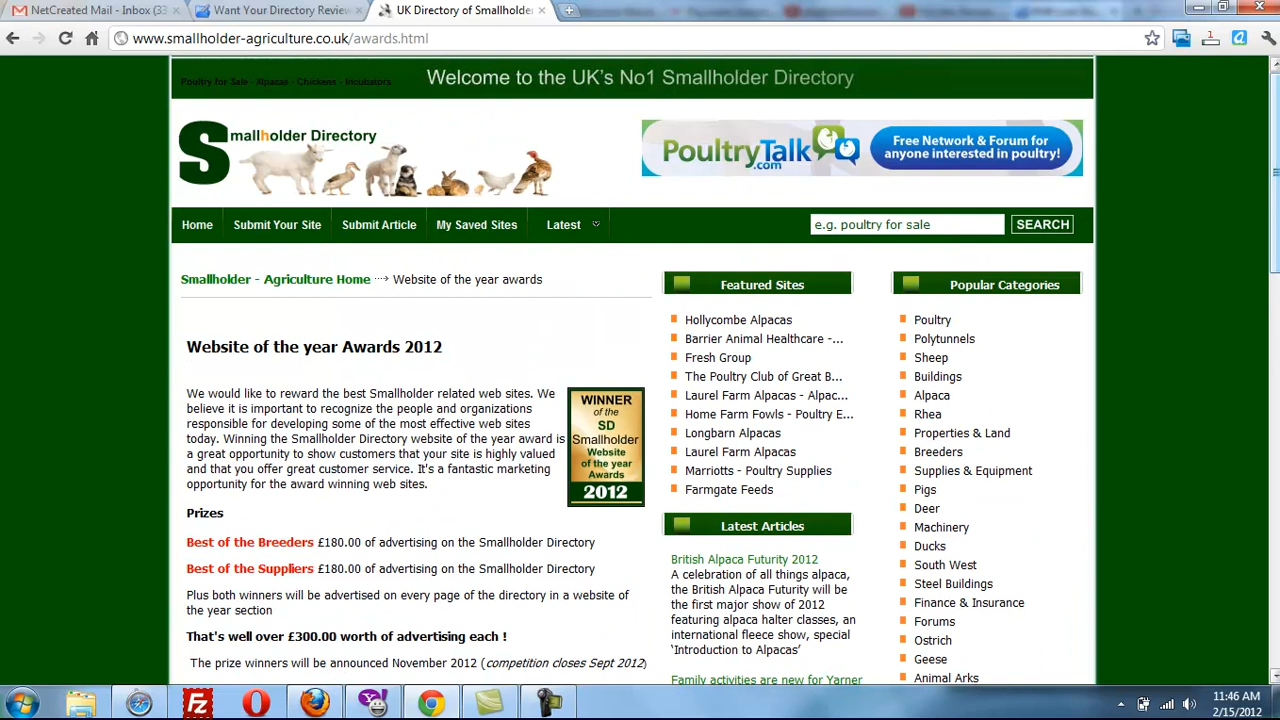 NetCreated Mail - Inbox (33
Want Your Directory Review
UK Directory of Smallholder
www.smallholder-agriculture.co.uk/awards.html
Poultry for Sale - Alpacas - Chickens - Incubators
Welcome to the UK's No1 Smallholder Directory
Smallholder Directory
PoultryTalk.com
Free Network & Forum for
anyone interested in poultry!
Home
Submit Your Site
Submit Article
My Saved Sites
Latest
e.g. poultry for sale
SEARCH
Smallholder - Agriculture Home ···> Website of the year awards
Website of the year Awards 2012
We would like to reward the best Smallholder related web sites. We
believe it is important to recognize the people and organizations
responsible for developing some of the most effective web sites
today. Winning the Smallholder Directory website of the year award is
a great opportunity to show customers that your site is highly valued
and that you offer great customer service. It's a fantastic marketing
opportunity for the award winning web sites.
WINNER
of the
SD
Smallholder
Website
of the year
Awards
2012
Prizes
Best of the Breeders £180.00 of advertising on the Smallholder Directory
Best of the Suppliers £180.00 of advertising on the Smallholder Directory
Plus both winners will be advertised on every page of the directory in a website of
the year section
That's well over £300.00 worth of advertising each !
The prize winners will be announced November 2012 (competition closes Sept 2012)
Featured Sites
Hollycombe Alpacas
Barrier Animal Healthcare -...
Fresh Group
The Poultry Club of Great B...
Laurel Farm Alpacas - Alpac...
Home Farm Fowls - Poultry E...
Longbarn Alpacas
Laurel Farm Alpacas
Marriotts - Poultry Supplies
Farmgate Feeds
Latest Articles
British Alpaca Futurity 2012
A celebration of all things alpaca,
the British Alpaca Futurity will be
the first major show of 2012
featuring alpaca halter classes, an
international fleece show, special
'Introduction to Alpacas'
Family activities are new for Yarner
Popular Categories
Poultry
Polytunnels
Sheep
Buildings
Alpaca
Rhea
Properties & Land
Breeders
Supplies & Equipment
Pigs
Deer
Machinery
Ducks
South West
Steel Buildings
Finance & Insurance
Forums
Ostrich
Geese
Animal Arks
11:46 AM
2/15/2012